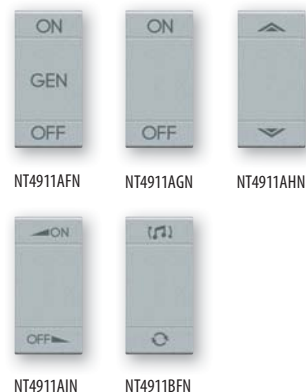 ON ON
GEN
OFF OFF
NT4911AFN NT4911AGN NT4911AHN
ON
OFF
NT4911AIN NT4911BFN